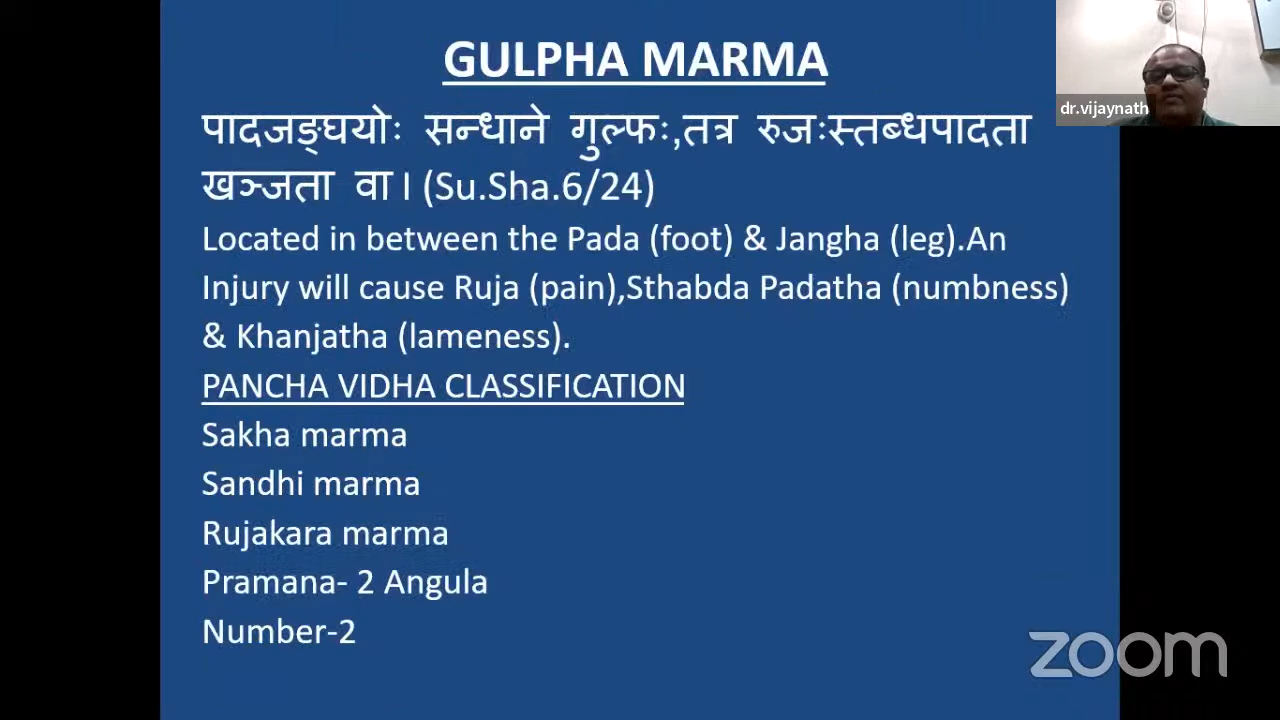 GULPHA MARMA
पादजङ्घयोः सन्धाने गुल्फः,तत्र रुजःस्तब्धपादता
खञ्जता वा। (Su.Sha.6/24)
Located in between the Pada (foot) & Jangha (leg).An
Injury will cause Ruja (pain),Sthabda Padatha (numbness)
& Khanjatha (lameness).
PANCHA VIDHA CLASSIFICATION
Sakha marma
Sandhi marma
Rujakara marma
Pramana- 2 Angula
Number-2
dr.vijaynath
zoom